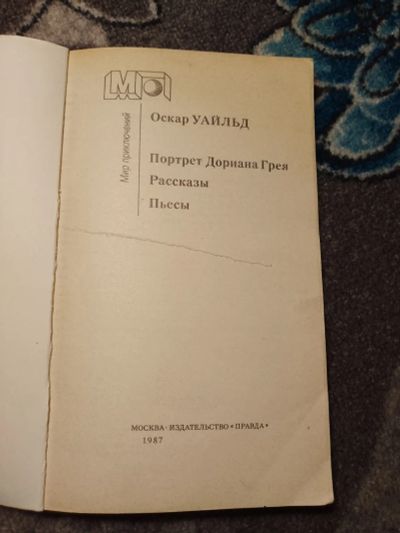 МП
Мир приключений
Оскар УАЙЛЬД
Портрет Дориана Грея
Рассказы
Пьесы
МОСКВА · ИЗДАТЕЛЬСТВО «ПРАВДА»
1987